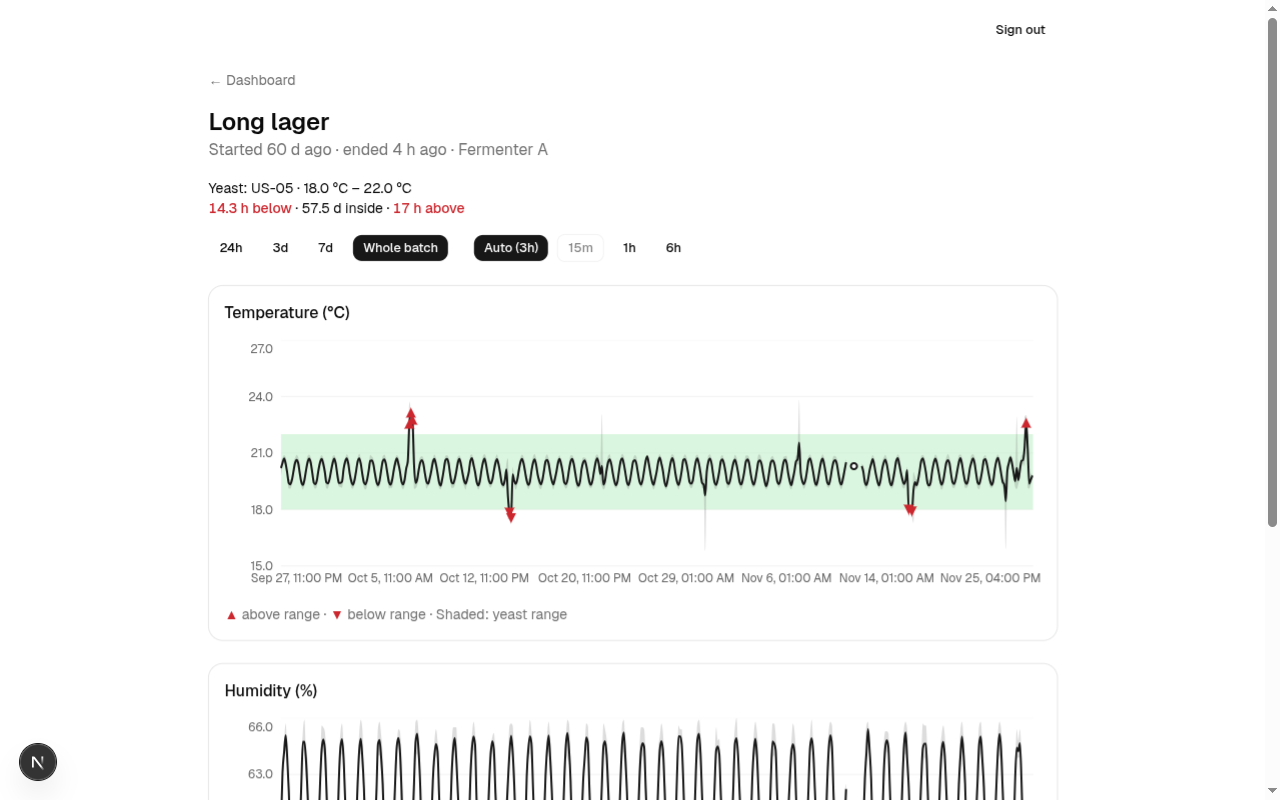 Sign out
← Dashboard
Long lager
Started 60 d ago · ended 4 h ago · Fermenter A
Yeast: US-05 · 18.0 °C – 22.0 °C
14.3 h below · 57.5 d inside · 17 h above
24h 3d 7d Whole batch Auto (3h) 15m 1h 6h
Temperature (°C)
27.0
24.0
21.0
18.0
15.0
Sep 27, 11:00 PM Oct 5, 11:00 AM Oct 12, 11:00 PM Oct 20, 11:00 PM Oct 29, 01:00 AM Nov 6, 01:00 AM Nov 14, 01:00 AM Nov 25, 04:00 PM
▲ above range · ▼ below range · Shaded: yeast range
Humidity (%)
66.0
63.0
N